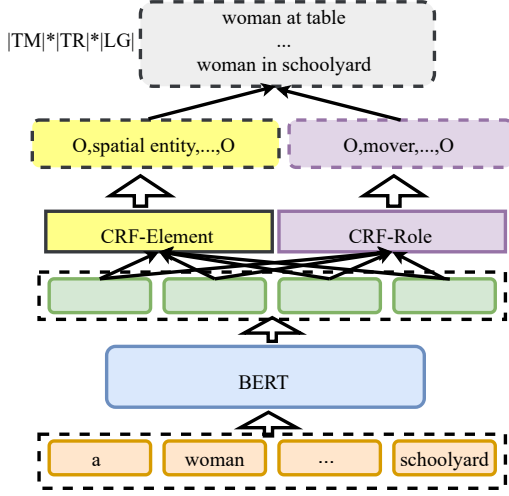 woman at table
...
|TM|*|TR|*|LG|
woman in schoolyard
O,spatial entity,...,O
O,mover,...,O
CRF-Element
CRF-Role
BERT
a
woman
...
schoolyard